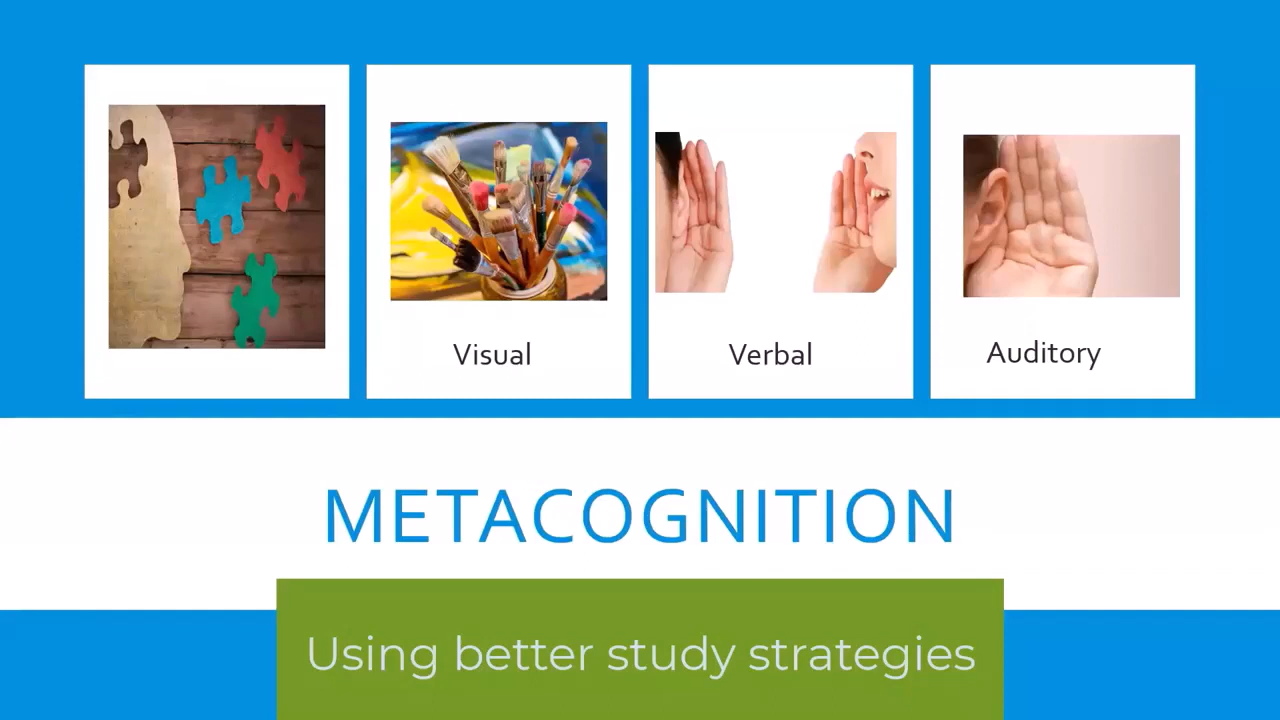 Visual
Verbal
Auditory
METACOGNITION
Using better study strategies